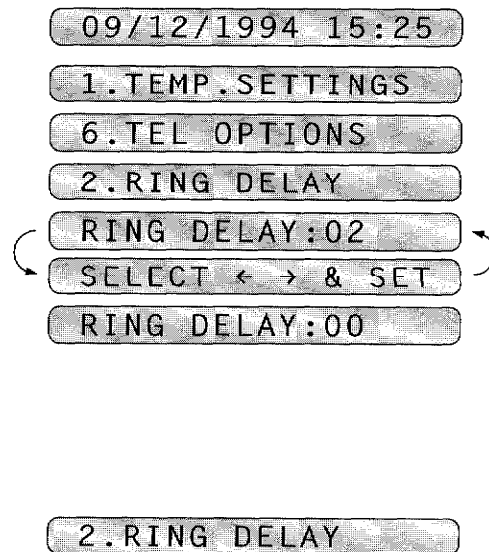 09/12/1994 15:25
1.TEMP.SETTINGS
6.TEL OPTIONS
2.RING DELAY
RING DELAY:02
SELECT ← → & SET
RING DELAY:00
2.RING DELAY